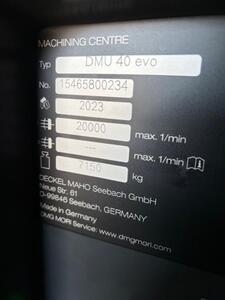 MACHINING CENTRE
Typ DMU 40 evo
No. 15465800234
2023
20000 max. 1/min
--- max. 1/min
7150 kg
DECKEL MAHO Seebach GmbH
Neue Str. 61
D-99846 Seebach, GERMANY
Made in Germany
DMG MORI Service: www.dmgmori.com